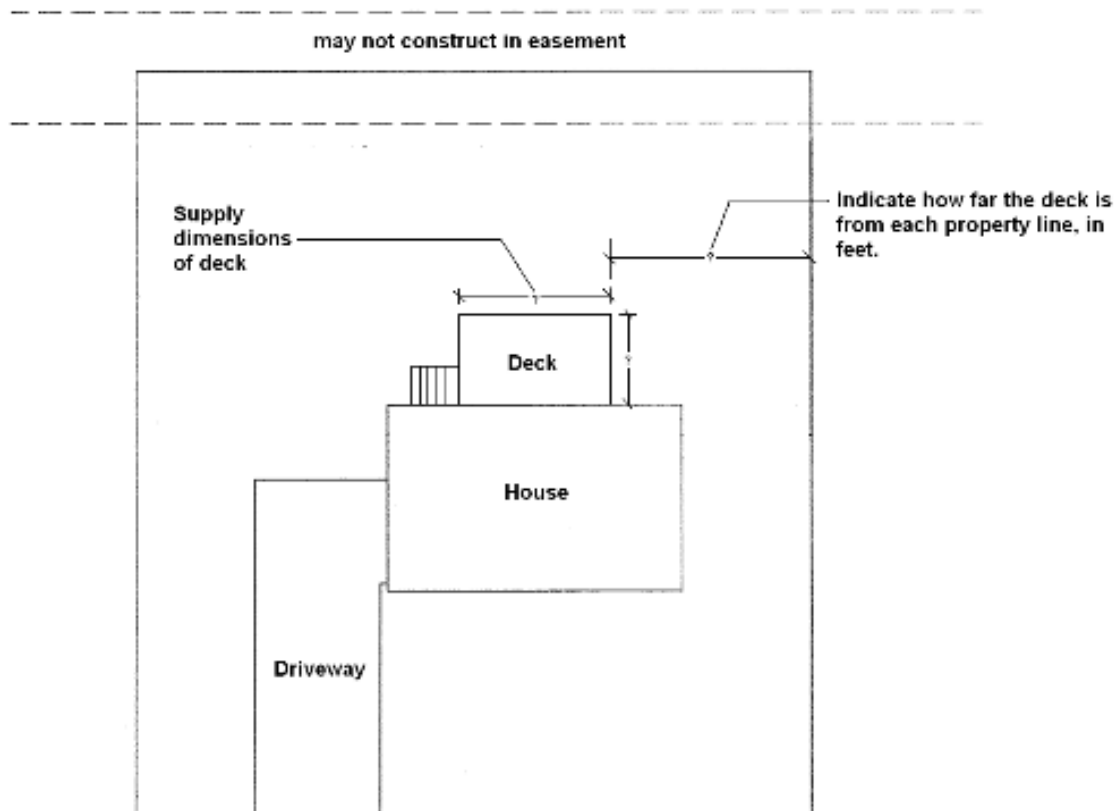 may not construct in easement
Supply
dimensions
of deck
Indicate how far the deck is
from each property line, in
feet.
?
?
?
Deck
House
Driveway